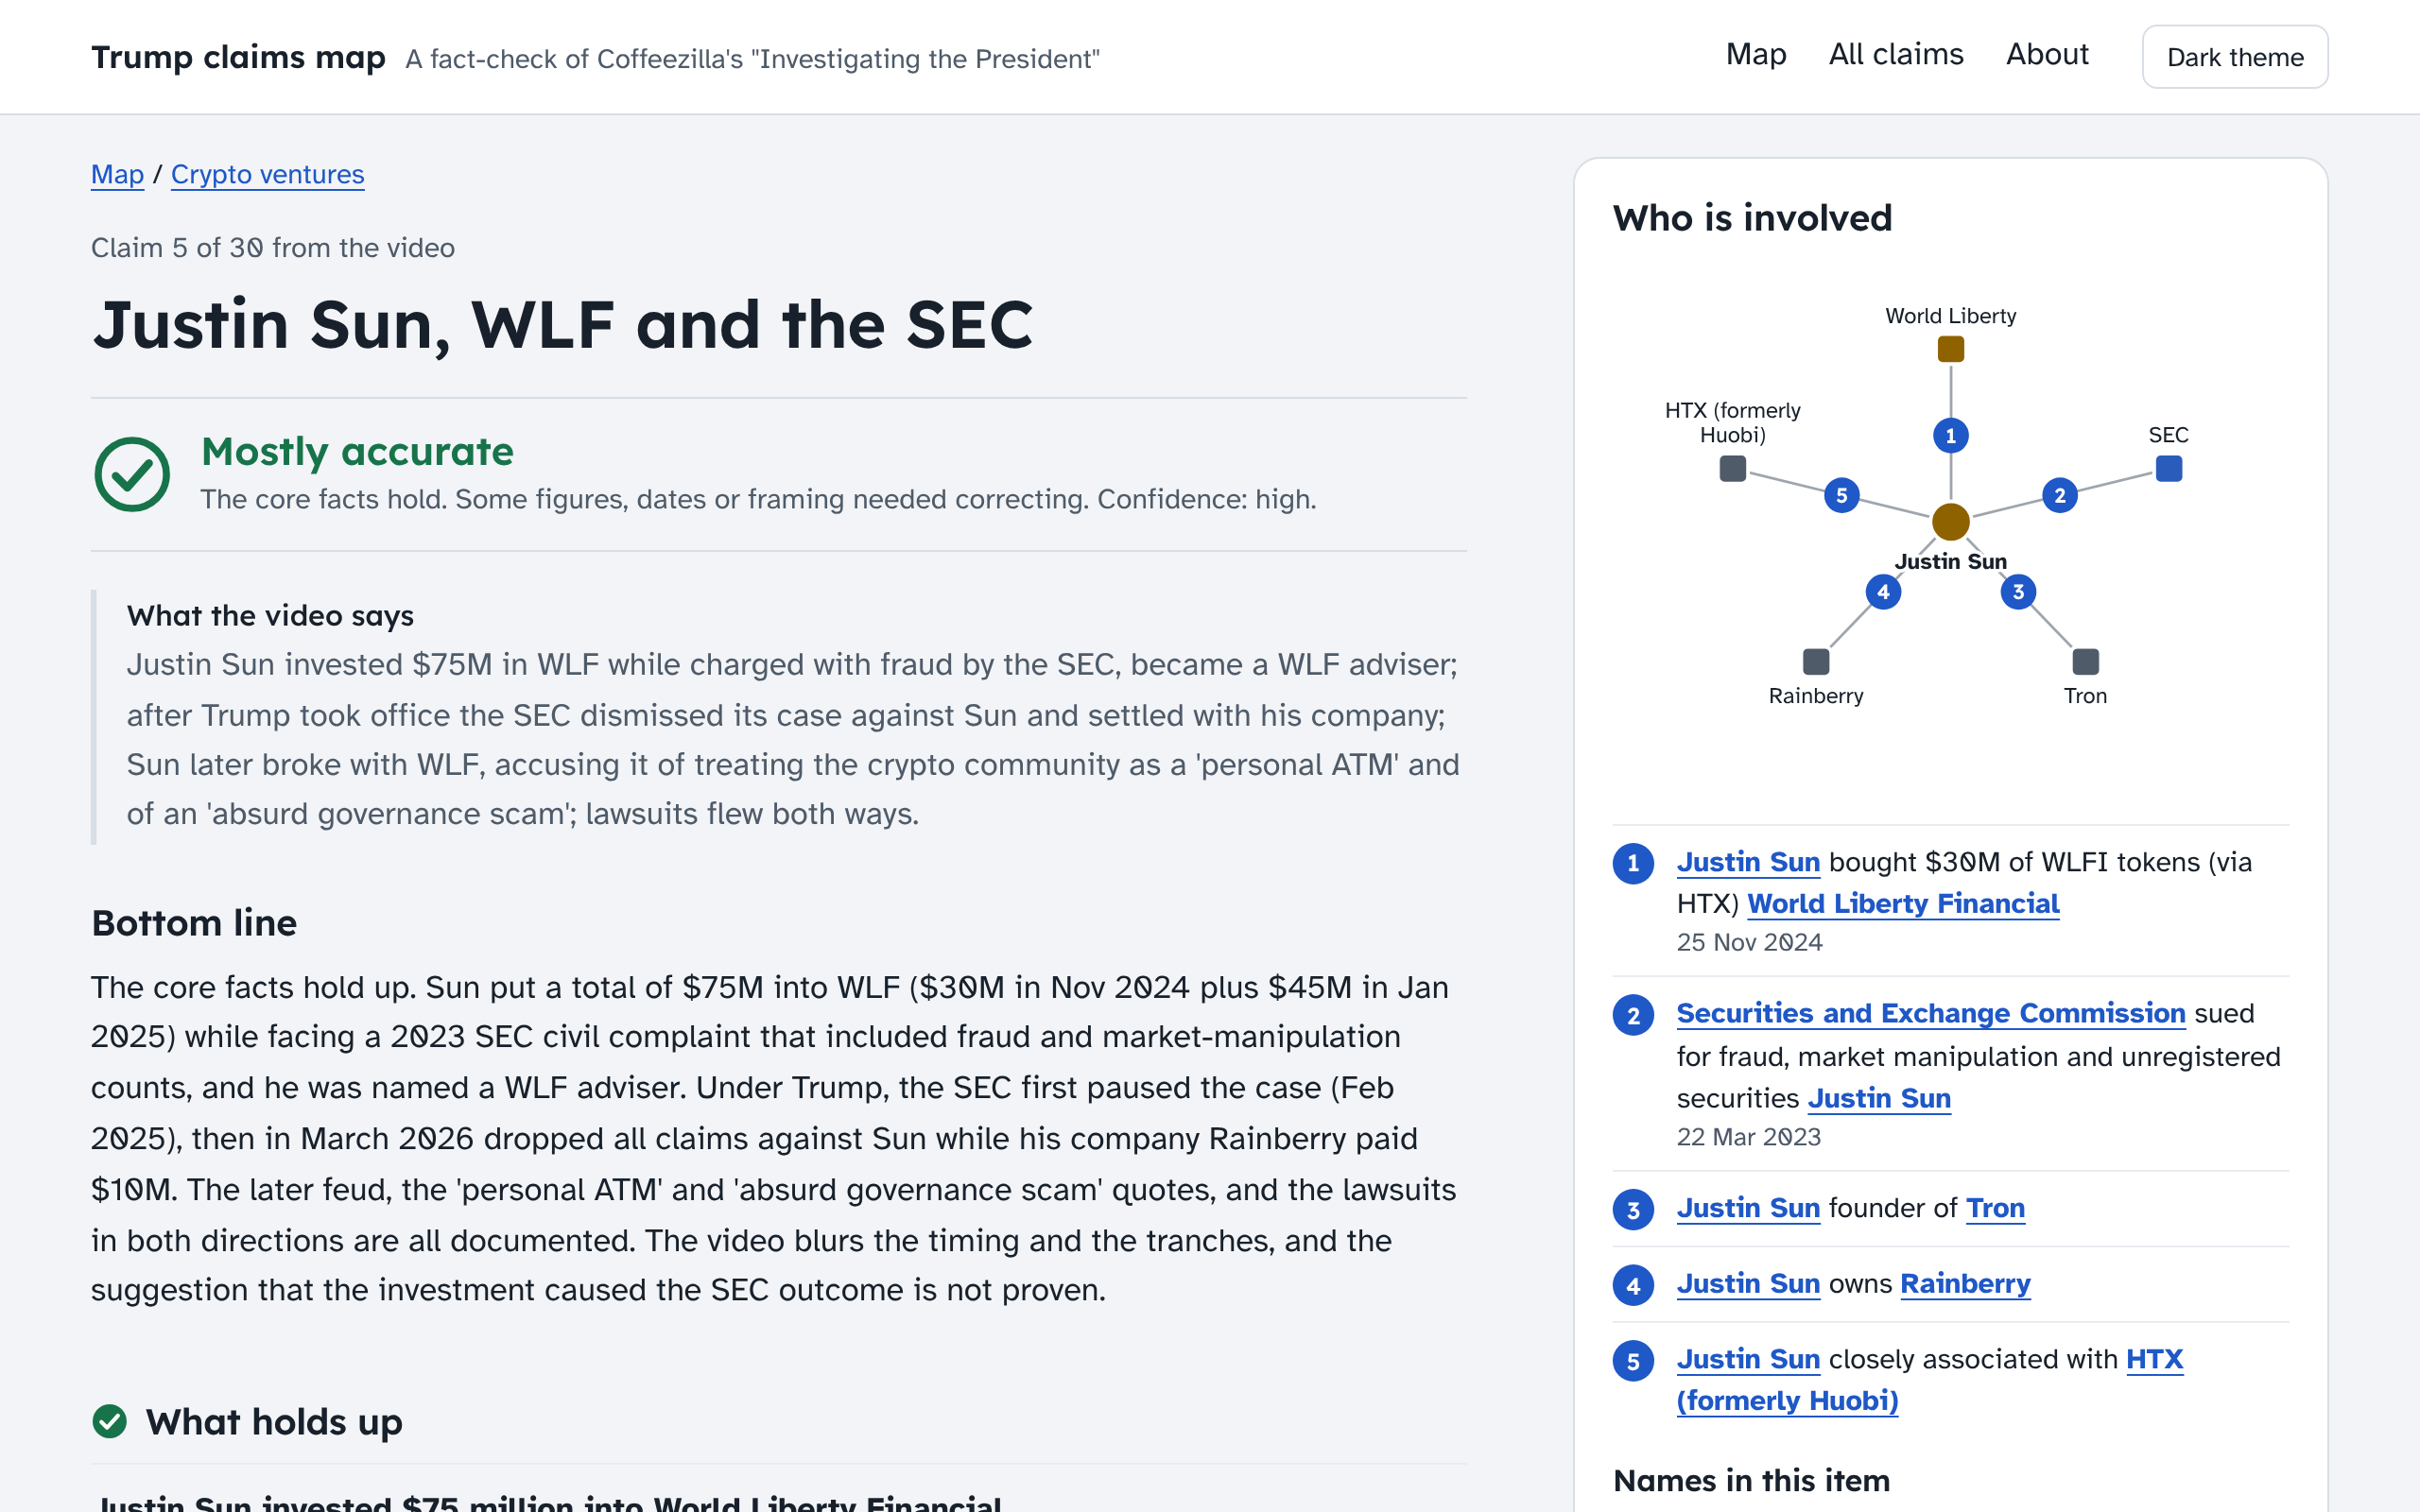 Trump claims map A fact-check of Coffeezilla's "Investigating the President"
Map All claims About Dark theme
Map / Crypto ventures
Claim 5 of 30 from the video
Justin Sun, WLF and the SEC
Mostly accurate
The core facts hold. Some figures, dates or framing needed correcting. Confidence: high.
What the video says
Justin Sun invested $75M in WLF while charged with fraud by the SEC, became a WLF adviser;
after Trump took office the SEC dismissed its case against Sun and settled with his company;
Sun later broke with WLF, accusing it of treating the crypto community as a 'personal ATM' and
of an 'absurd governance scam'; lawsuits flew both ways.
Bottom line
The core facts hold up. Sun put a total of $75M into WLF ($30M in Nov 2024 plus $45M in Jan
2025) while facing a 2023 SEC civil complaint that included fraud and market-manipulation
counts, and he was named a WLF adviser. Under Trump, the SEC first paused the case (Feb
2025), then in March 2026 dropped all claims against Sun while his company Rainberry paid
$10M. The later feud, the 'personal ATM' and 'absurd governance scam' quotes, and the lawsuits
in both directions are all documented. The video blurs the timing and the tranches, and the
suggestion that the investment caused the SEC outcome is not proven.
What holds up
Justin Sun invested $75 million into World Liberty Financial
Who is involved
World Liberty
HTX (formerly
Huobi)
SEC
1
5
2
Justin Sun
4
3
Rainberry
Tron
1 Justin Sun bought $30M of WLFI tokens (via
HTX) World Liberty Financial
25 Nov 2024
2 Securities and Exchange Commission sued
for fraud, market manipulation and unregistered
securities Justin Sun
22 Mar 2023
3 Justin Sun founder of Tron
4 Justin Sun owns Rainberry
5 Justin Sun closely associated with HTX
(formerly Huobi)
Names in this item